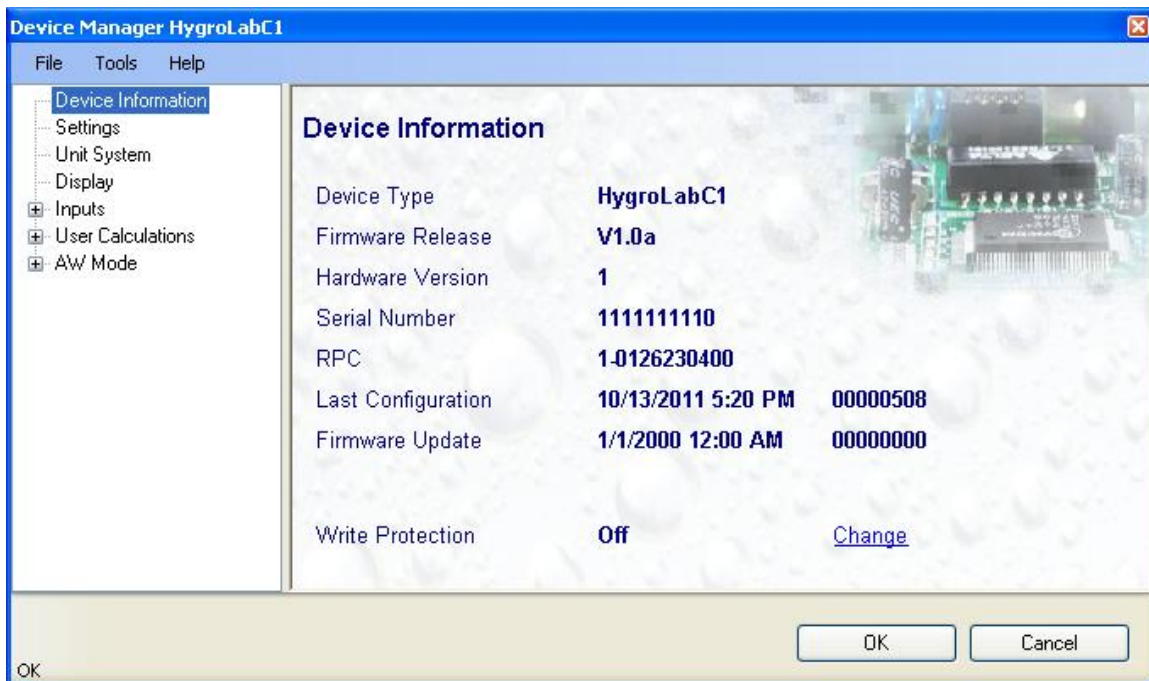 Device Manager HygroLabC1
File Tools Help
Device Information
Settings
Unit System
Display
Inputs
User Calculations
AW Mode
Device Information
Device Type HygroLabC1
Firmware Release V1.0a
Hardware Version 1
Serial Number 1111111110
RPC 1-0126230400
Last Configuration 10/13/2011 5:20 PM 00000508
Firmware Update 1/1/2000 12:00 AM 00000000
Write Protection Off Change
OK Cancel
OK